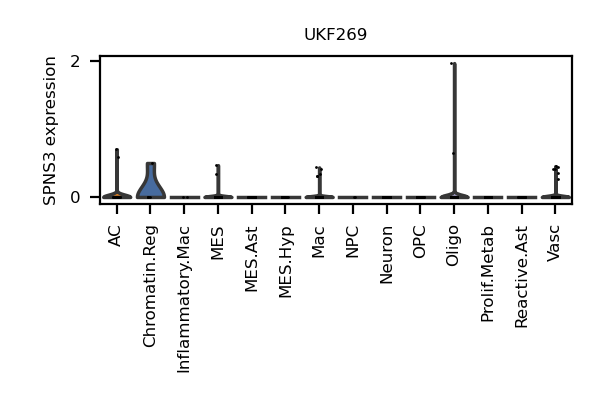 UKF269
SPNS3 expression
2
0
AC
Chromatin.Reg
Inflammatory.Mac
MES
MES.Ast
MES.Hyp
Mac
NPC
Neuron
OPC
Oligo
Prolif.Metab
Reactive.Ast
Vasc